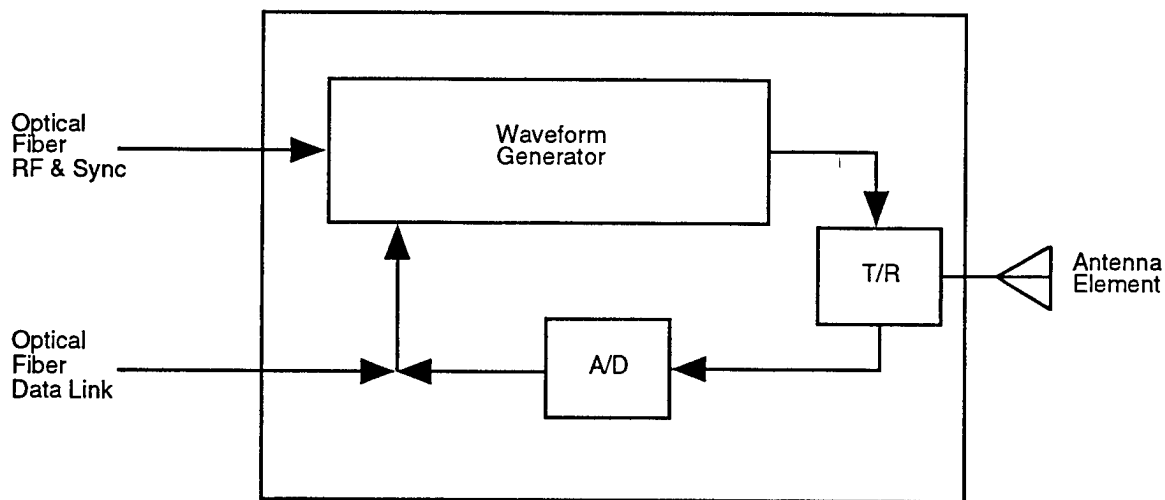 Optical
Fiber
RF & Sync
Waveform
Generator
T/R
Antenna
Element
Optical
Fiber
Data Link
A/D